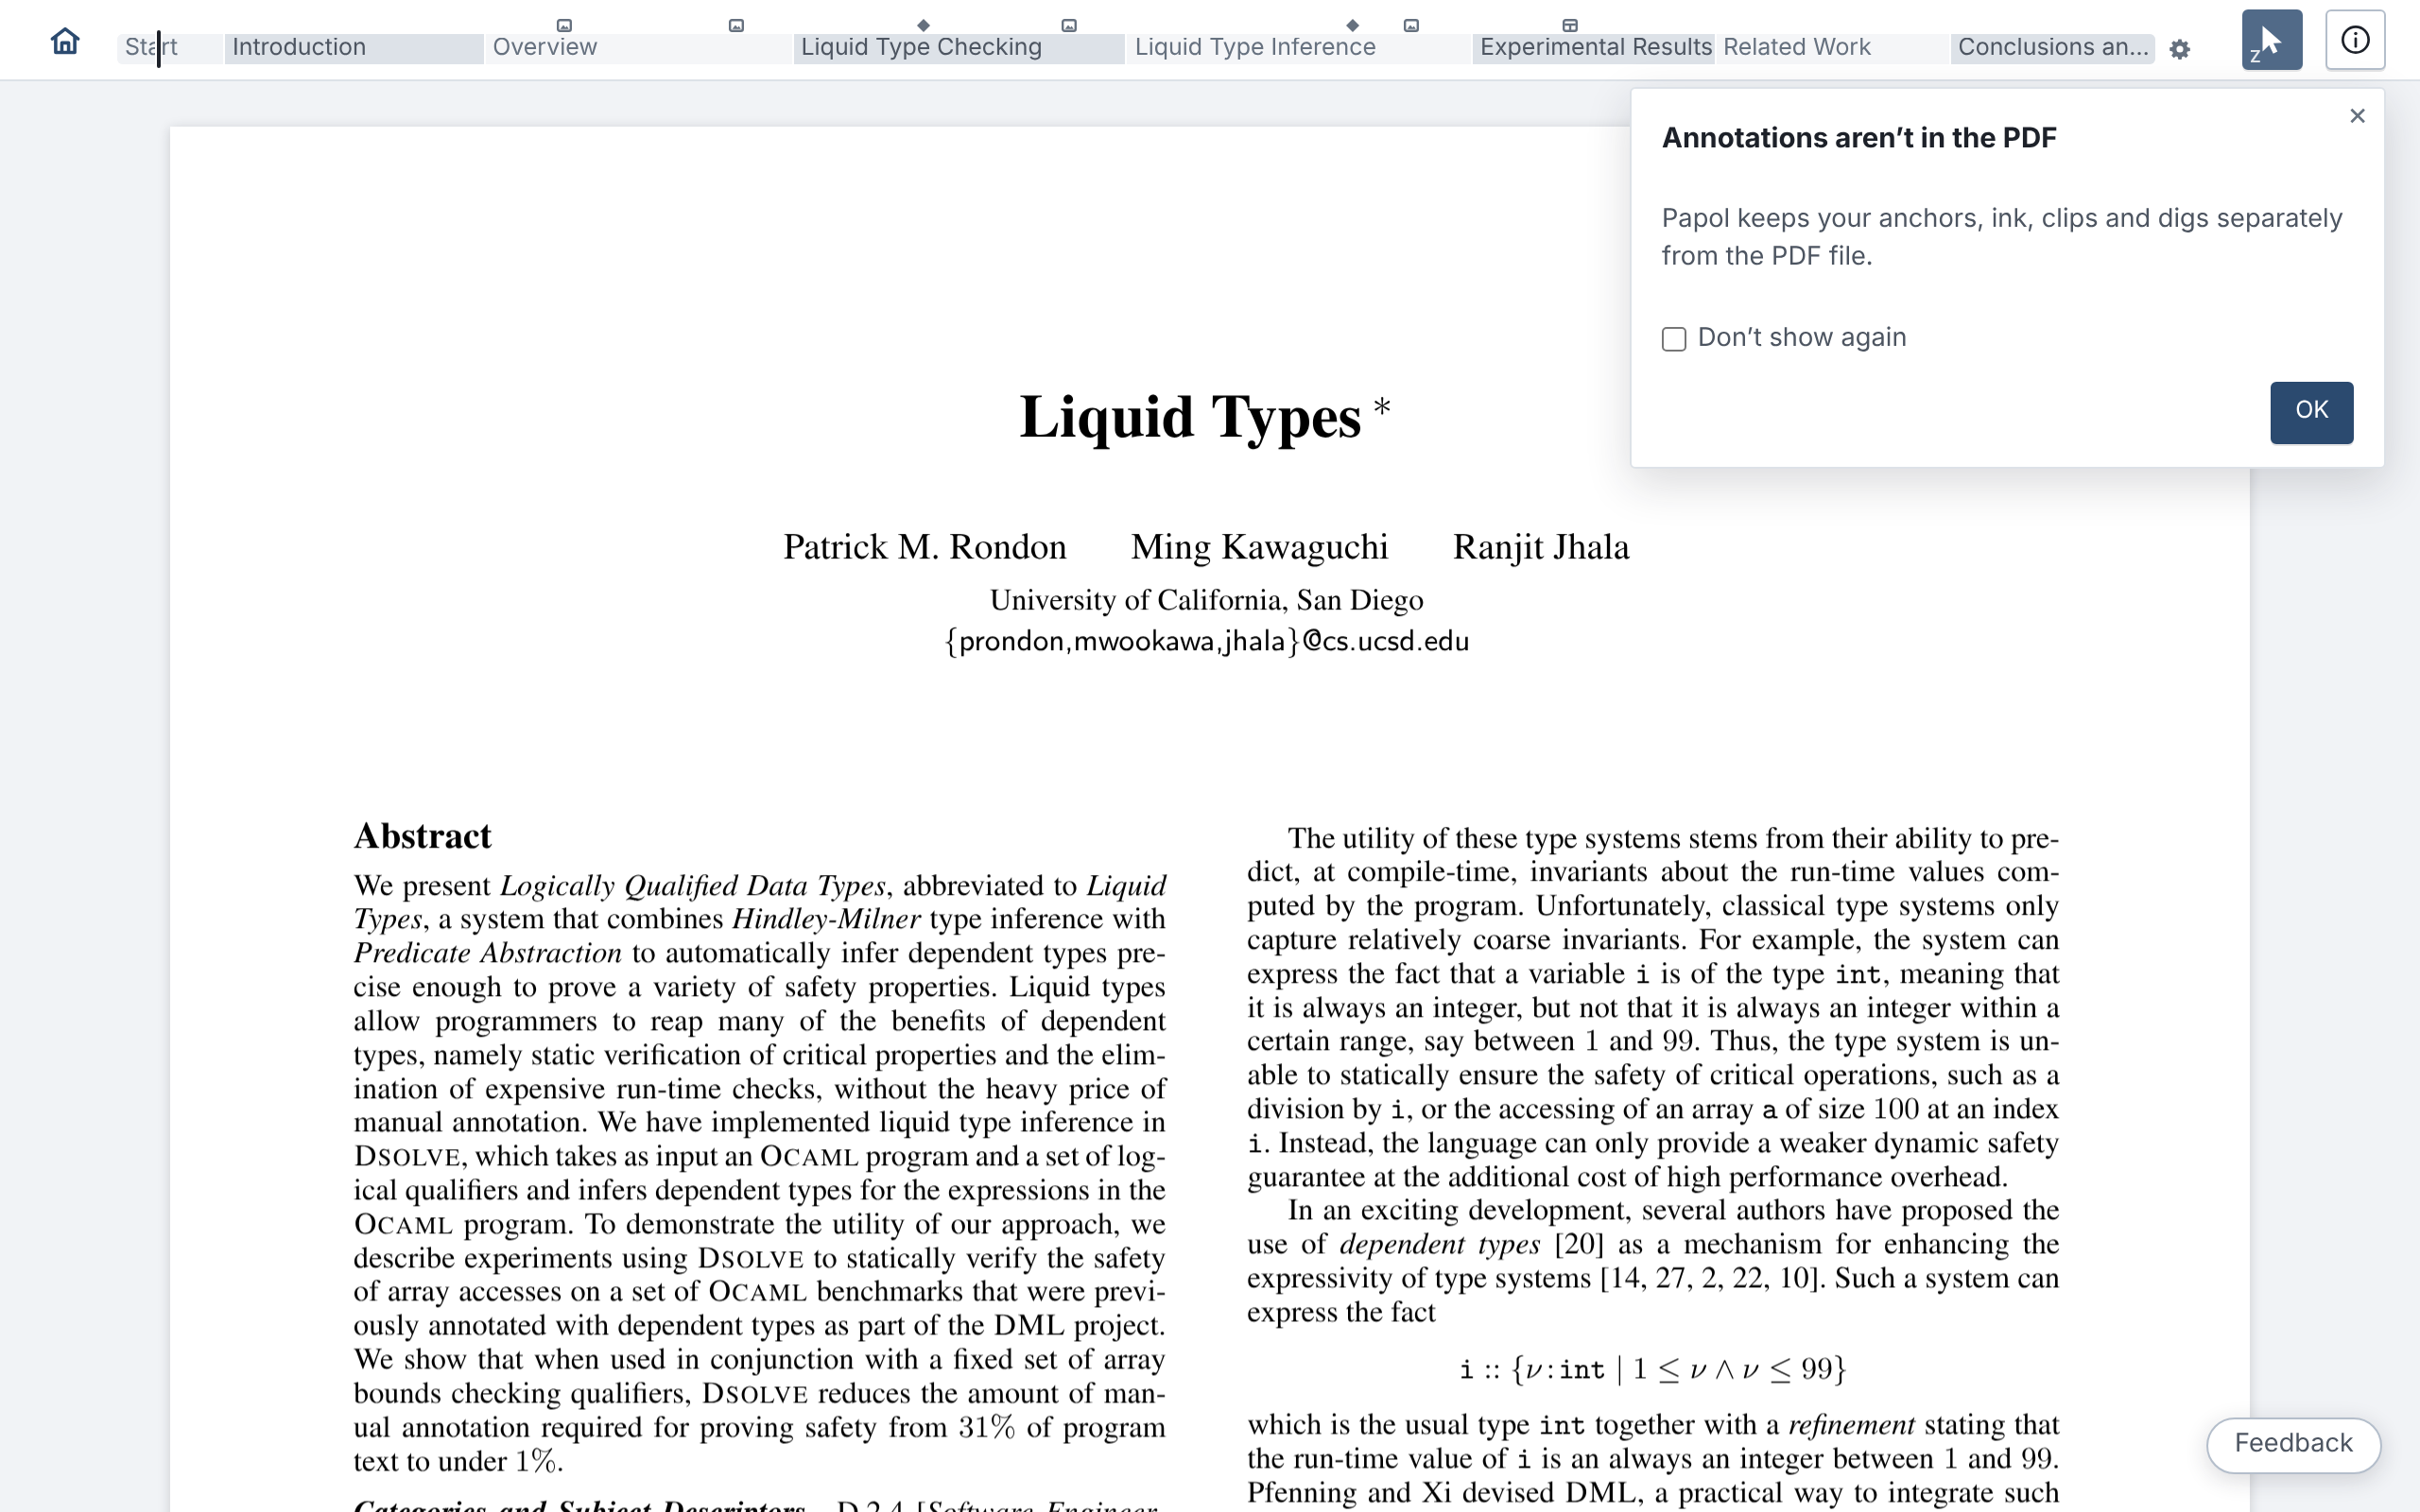 Start
Introduction
Overview
Liquid Type Checking
Liquid Type Inference
Experimental Results
Related Work
Conclusions an...
z
Annotations aren’t in the PDF
Papol keeps your anchors, ink, clips and digs separately
from the PDF file.
Don’t show again
OK
Liquid Types *
Patrick M. Rondon Ming Kawaguchi Ranjit Jhala
University of California, San Diego
{prondon,mwookawa,jhala}@cs.ucsd.edu
Abstract
We present Logically Qualified Data Types, abbreviated to Liquid
Types, a system that combines Hindley-Milner type inference with
Predicate Abstraction to automatically infer dependent types pre-
cise enough to prove a variety of safety properties. Liquid types
allow programmers to reap many of the benefits of dependent
types, namely static verification of critical properties and the elim-
ination of expensive run-time checks, without the heavy price of
manual annotation. We have implemented liquid type inference in
DSOLVE, which takes as input an OCAML program and a set of log-
ical qualifiers and infers dependent types for the expressions in the
OCAML program. To demonstrate the utility of our approach, we
describe experiments using DSOLVE to statically verify the safety
of array accesses on a set of OCAML benchmarks that were previ-
ously annotated with dependent types as part of the DML project.
We show that when used in conjunction with a fixed set of array
bounds checking qualifiers, DSOLVE reduces the amount of man-
ual annotation required for proving safety from 31% of program
text to under 1%.
Categories and Subject Descriptors D.2.4 [Software Engineer-
The utility of these type systems stems from their ability to pre-
dict, at compile-time, invariants about the run-time values com-
puted by the program. Unfortunately, classical type systems only
capture relatively coarse invariants. For example, the system can
express the fact that a variable i is of the type int, meaning that
it is always an integer, but not that it is always an integer within a
certain range, say between 1 and 99. Thus, the type system is un-
able to statically ensure the safety of critical operations, such as a
division by i, or the accessing of an array a of size 100 at an index
i. Instead, the language can only provide a weaker dynamic safety
guarantee at the additional cost of high performance overhead.
In an exciting development, several authors have proposed the
use of dependent types [20] as a mechanism for enhancing the
expressivity of type systems [14, 27, 2, 22, 10]. Such a system can
express the fact
i :: {ν:int | 1 ≤ ν ∧ ν ≤ 99}
which is the usual type int together with a refinement stating that
the run-time value of i is an always an integer between 1 and 99.
Pfenning and Xi devised DML, a practical way to integrate such
Feedback